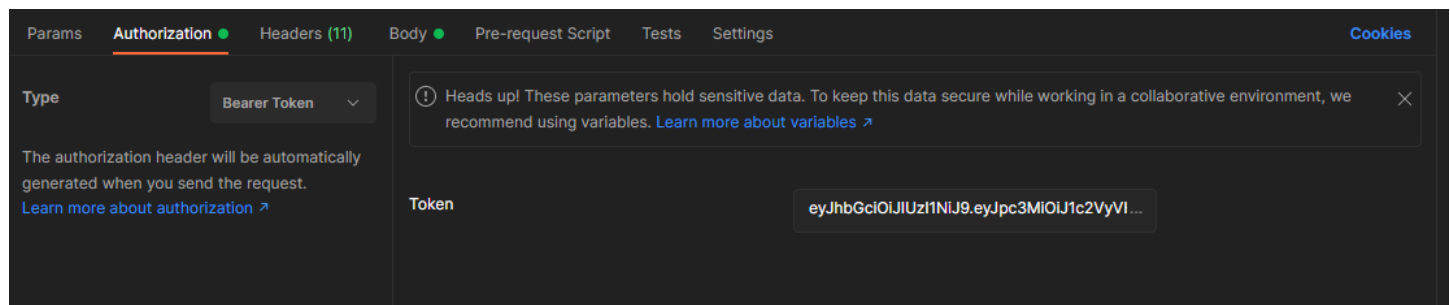 Params Authorization Headers (11) Body Pre-request Script Tests Settings Cookies
Type Bearer Token
The authorization header will be automatically
generated when you send the request.
Learn more about authorization ↗
Heads up! These parameters hold sensitive data. To keep this data secure while working in a collaborative environment, we
recommend using variables. Learn more about variables ↗
Token eyJhbGciOiJIUzI1NiJ9.eyJpc3MiOiJ1c2VyVI...